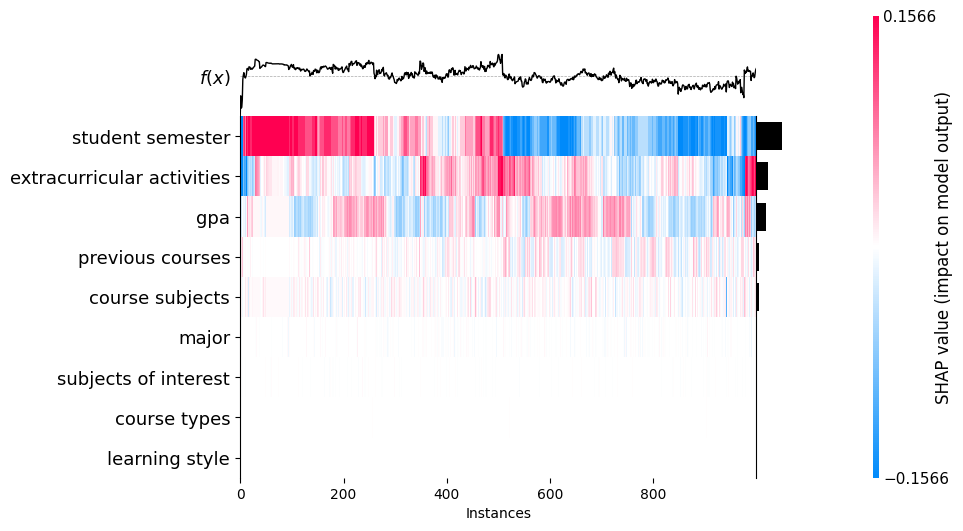 0.1566
f(x)
student semester
extracurricular activities
gpa
previous courses
course subjects
major
subjects of interest
course types
learning style
0 200 400 600 800
Instances
SHAP value (impact on model output)
−0.1566